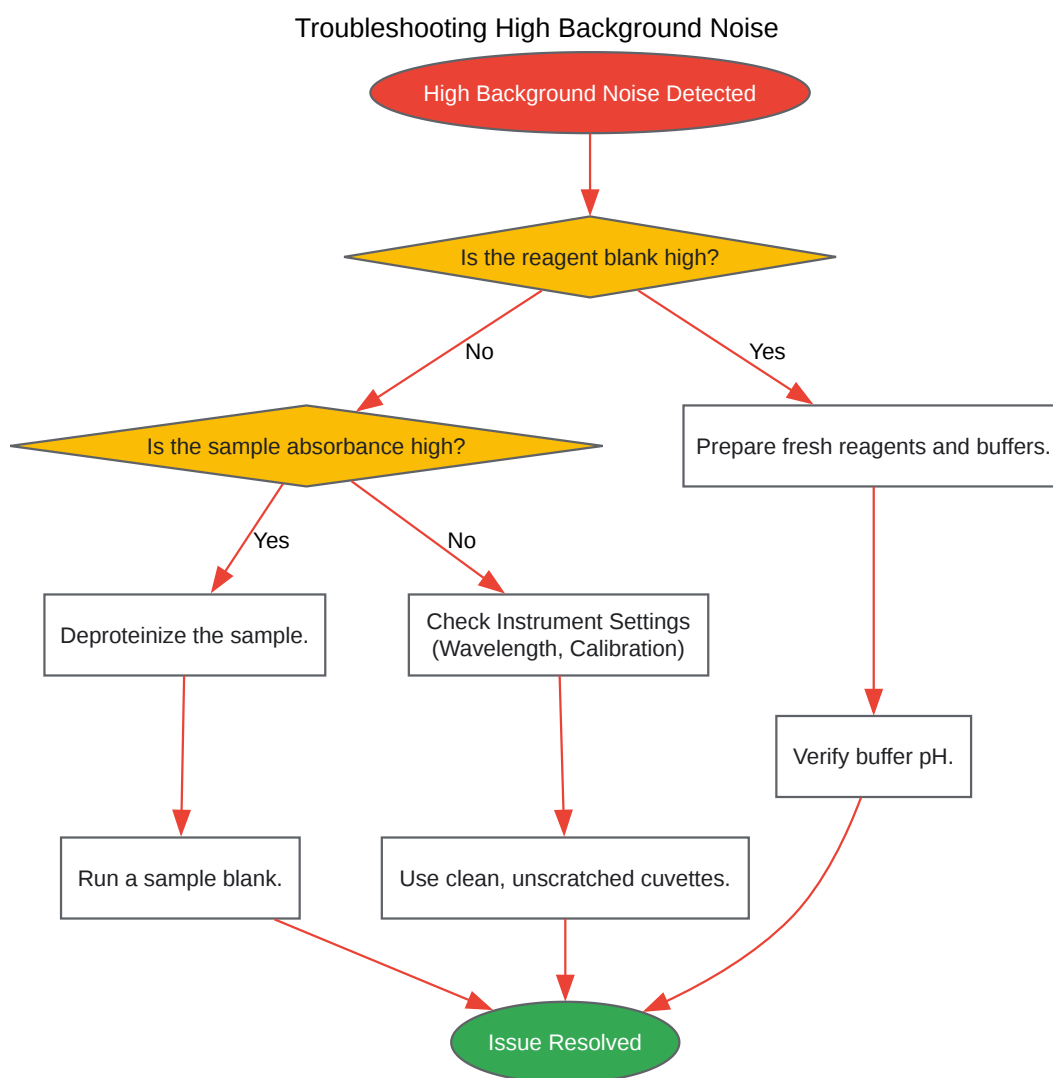 Troubleshooting High Background Noise
High Background Noise Detected
Is the reagent blank high?
No
Yes
Is the sample absorbance high?
Prepare fresh reagents and buffers.
Yes
No
Deproteinize the sample.
Check Instrument Settings
(Wavelength, Calibration)
Verify buffer pH.
Run a sample blank.
Use clean, unscratched cuvettes.
Issue Resolved